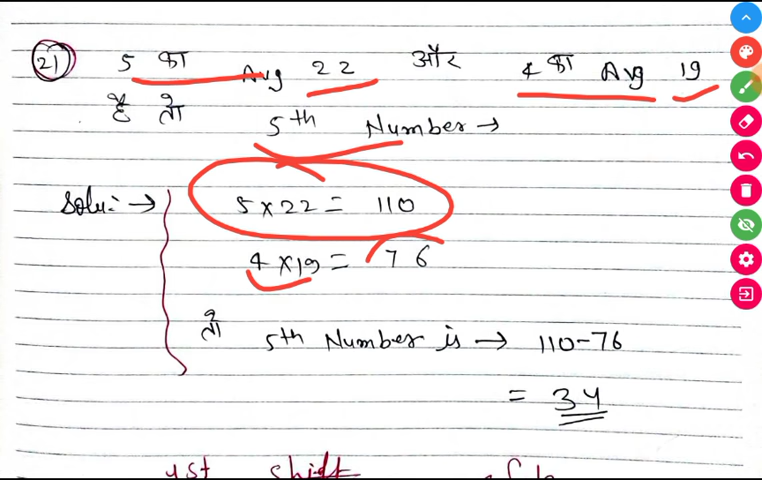 21) 5 का Avg 22 और 4 का Avg 19
है तो 5th Number →
Solu: → 5 × 22 = 110
4 × 19 = 76
तो 5th Number is → 110-76
= 34
shift